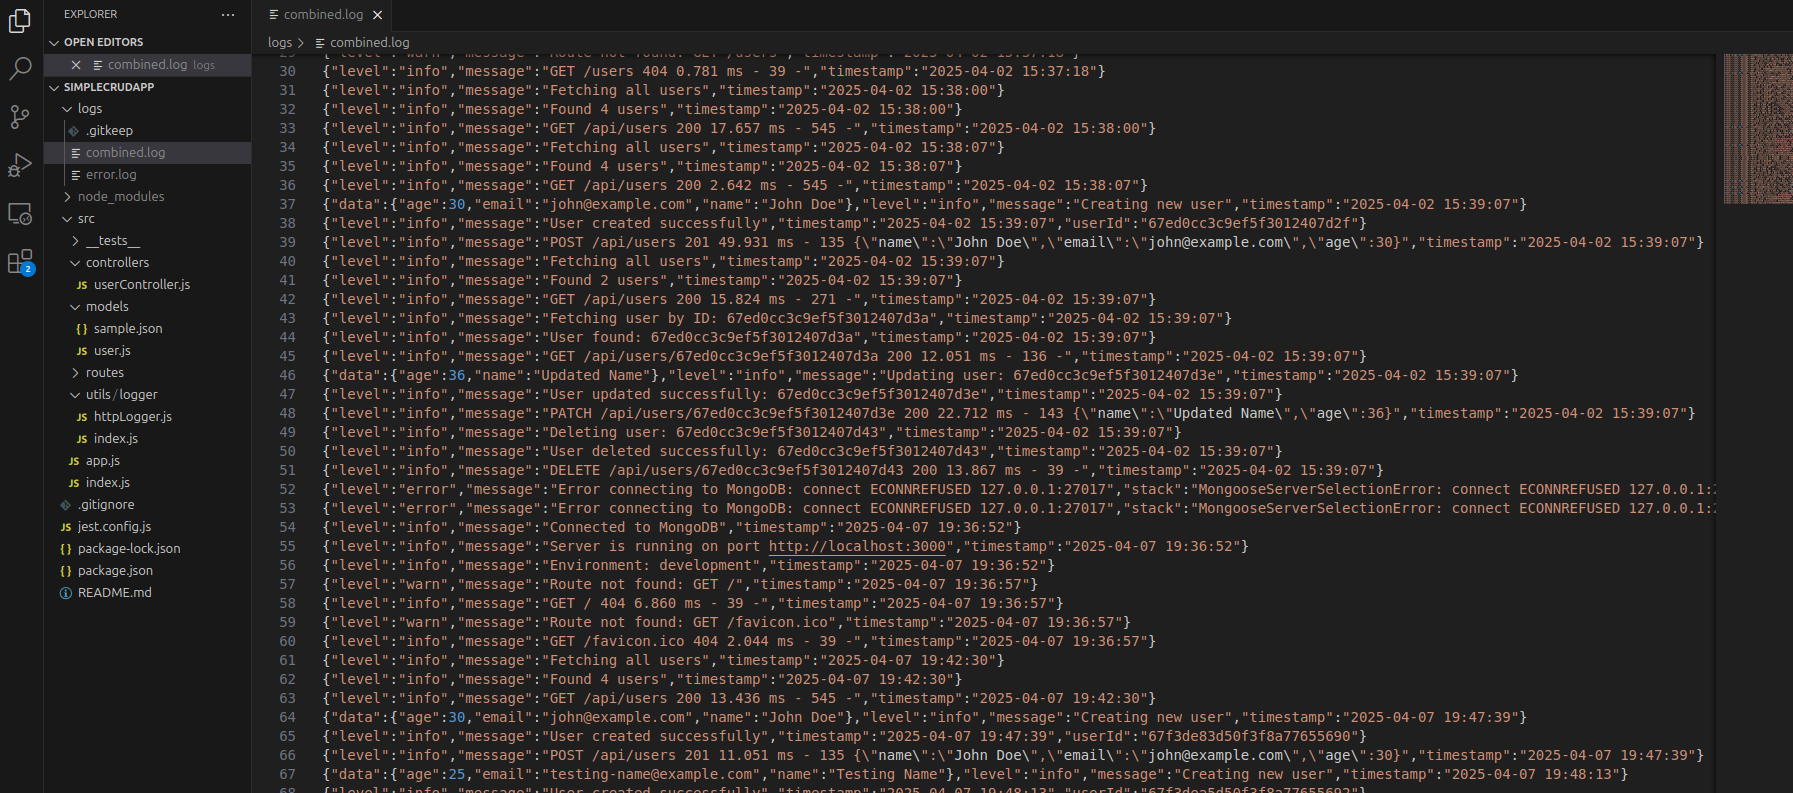 EXPLORER
···
OPEN EDITORS
combined.log logs
SIMPLECRUDAPP
logs
.gitkeep
combined.log
error.log
node_modules
src
__tests__
controllers
JS userController.js
models
{} sample.json
JS user.js
routes
utils/logger
JS httpLogger.js
JS index.js
JS app.js
JS index.js
.gitignore
JS jest.config.js
{} package-lock.json
{} package.json
README.md
2
combined.log
logs > combined.log
29 {"level":"warn","message":"Route not found: GET /users","timestamp":"2025-04-02 15:37:18"}
30 {"level":"info","message":"GET /users 404 0.781 ms - 39 -","timestamp":"2025-04-02 15:37:18"}
31 {"level":"info","message":"Fetching all users","timestamp":"2025-04-02 15:38:00"}
32 {"level":"info","message":"Found 4 users","timestamp":"2025-04-02 15:38:00"}
33 {"level":"info","message":"GET /api/users 200 17.657 ms - 545 -","timestamp":"2025-04-02 15:38:00"}
34 {"level":"info","message":"Fetching all users","timestamp":"2025-04-02 15:38:07"}
35 {"level":"info","message":"Found 4 users","timestamp":"2025-04-02 15:38:07"}
36 {"level":"info","message":"GET /api/users 200 2.642 ms - 545 -","timestamp":"2025-04-02 15:38:07"}
37 {"data":{"age":30,"email":"john@example.com","name":"John Doe"},"level":"info","message":"Creating new user","timestamp":"2025-04-02 15:39:07"}
38 {"level":"info","message":"User created successfully","timestamp":"2025-04-02 15:39:07","userId":"67ed0cc3c9ef5f3012407d2f"}
39 {"level":"info","message":"POST /api/users 201 49.931 ms - 135 {\"name\":\"John Doe\",\"email\":\"john@example.com\",\"age\":30}","timestamp":"2025-04-02 15:39:07"}
40 {"level":"info","message":"Fetching all users","timestamp":"2025-04-02 15:39:07"}
41 {"level":"info","message":"Found 2 users","timestamp":"2025-04-02 15:39:07"}
42 {"level":"info","message":"GET /api/users 200 15.824 ms - 271 -","timestamp":"2025-04-02 15:39:07"}
43 {"level":"info","message":"Fetching user by ID: 67ed0cc3c9ef5f3012407d3a","timestamp":"2025-04-02 15:39:07"}
44 {"level":"info","message":"User found: 67ed0cc3c9ef5f3012407d3a","timestamp":"2025-04-02 15:39:07"}
45 {"level":"info","message":"GET /api/users/67ed0cc3c9ef5f3012407d3a 200 12.051 ms - 136 -","timestamp":"2025-04-02 15:39:07"}
46 {"data":{"age":36,"name":"Updated Name"},"level":"info","message":"Updating user: 67ed0cc3c9ef5f3012407d3e","timestamp":"2025-04-02 15:39:07"}
47 {"level":"info","message":"User updated successfully: 67ed0cc3c9ef5f3012407d3e","timestamp":"2025-04-02 15:39:07"}
48 {"level":"info","message":"PATCH /api/users/67ed0cc3c9ef5f3012407d3e 200 22.712 ms - 143 {\"name\":\"Updated Name\",\"age\":36}","timestamp":"2025-04-02 15:39:07"}
49 {"level":"info","message":"Deleting user: 67ed0cc3c9ef5f3012407d43","timestamp":"2025-04-02 15:39:07"}
50 {"level":"info","message":"User deleted successfully: 67ed0cc3c9ef5f3012407d43","timestamp":"2025-04-02 15:39:07"}
51 {"level":"info","message":"DELETE /api/users/67ed0cc3c9ef5f3012407d43 200 13.867 ms - 39 -","timestamp":"2025-04-02 15:39:07"}
52 {"level":"error","message":"Error connecting to MongoDB: connect ECONNREFUSED 127.0.0.1:27017","stack":"MongooseServerSelectionError: connect ECONNREFUSED 127.0.0.1:
53 {"level":"error","message":"Error connecting to MongoDB: connect ECONNREFUSED 127.0.0.1:27017","stack":"MongooseServerSelectionError: connect ECONNREFUSED 127.0.0.1:
54 {"level":"info","message":"Connected to MongoDB","timestamp":"2025-04-07 19:36:52"}
55 {"level":"info","message":"Server is running on port http://localhost:3000","timestamp":"2025-04-07 19:36:52"}
56 {"level":"info","message":"Environment: development","timestamp":"2025-04-07 19:36:52"}
57 {"level":"warn","message":"Route not found: GET /","timestamp":"2025-04-07 19:36:57"}
58 {"level":"info","message":"GET / 404 6.860 ms - 39 -","timestamp":"2025-04-07 19:36:57"}
59 {"level":"warn","message":"Route not found: GET /favicon.ico","timestamp":"2025-04-07 19:36:57"}
60 {"level":"info","message":"GET /favicon.ico 404 2.044 ms - 39 -","timestamp":"2025-04-07 19:36:57"}
61 {"level":"info","message":"Fetching all users","timestamp":"2025-04-07 19:42:30"}
62 {"level":"info","message":"Found 4 users","timestamp":"2025-04-07 19:42:30"}
63 {"level":"info","message":"GET /api/users 200 13.436 ms - 545 -","timestamp":"2025-04-07 19:42:30"}
64 {"data":{"age":30,"email":"john@example.com","name":"John Doe"},"level":"info","message":"Creating new user","timestamp":"2025-04-07 19:47:39"}
65 {"level":"info","message":"User created successfully","timestamp":"2025-04-07 19:47:39","userId":"67f3de83d50f3f8a77655690"}
66 {"level":"info","message":"POST /api/users 201 11.051 ms - 135 {\"name\":\"John Doe\",\"email\":\"john@example.com\",\"age\":30}","timestamp":"2025-04-07 19:47:39"}
67 {"data":{"age":25,"email":"testing-name@example.com","name":"Testing Name"},"level":"info","message":"Creating new user","timestamp":"2025-04-07 19:48:13"}
68 {"level":"info","message":"User created successfully","timestamp":"2025-04-07 19:48:13","userId":"67f3dea5d50f3f8a77655692"}